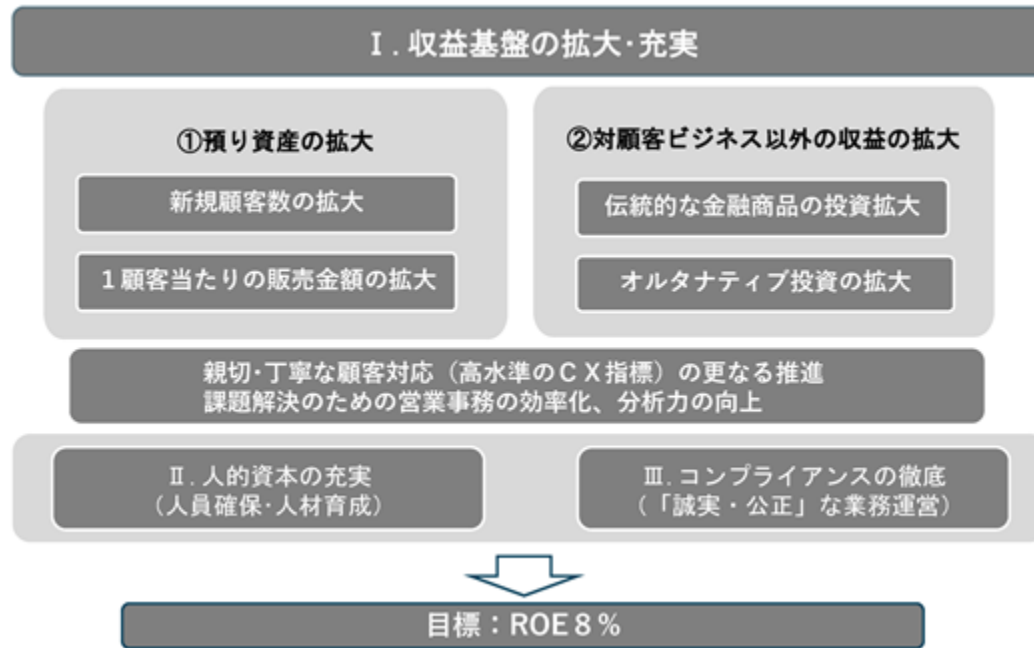 Ⅰ.収益基盤の拡大・充実
①預り資産の拡大
新規顧客数の拡大
１顧客当たりの販売金額の拡大
②対顧客ビジネス以外の収益の拡大
伝統的な金融商品の投資拡大
オルタナティブ投資の拡大
親切・丁寧な顧客対応（高水準のＣＸ指標）の更なる推進
課題解決のための営業事務の効率化、分析力の向上
Ⅱ.人的資本の充実
（人員確保・人材育成）
Ⅲ.コンプライアンスの徹底
（「誠実・公正」な業務運営）
目標：ROE８％